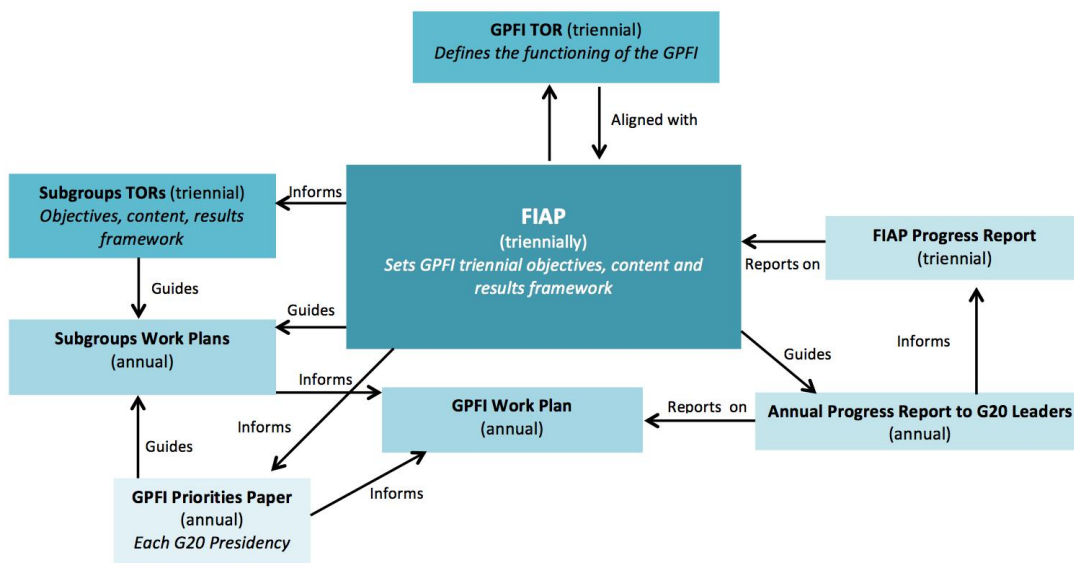 GPFI TOR (triennial)
Defines the functioning of the GPFI
Aligned with
Subgroups TORs (triennial)
Objectives, content, results
framework
Informs
FIAP
(triennially)
Sets GPFI triennial objectives, content and
results framework
FIAP Progress Report
(triennial)
Reports on
Guides
Guides
Subgroups Work Plans
(annual)
Informs
Guides
Informs
GPFI Work Plan
(annual)
Reports on
Annual Progress Report to G20 Leaders
(annual)
Informs
Guides
Informs
GPFI Priorities Paper
(annual)
Each G20 Presidency